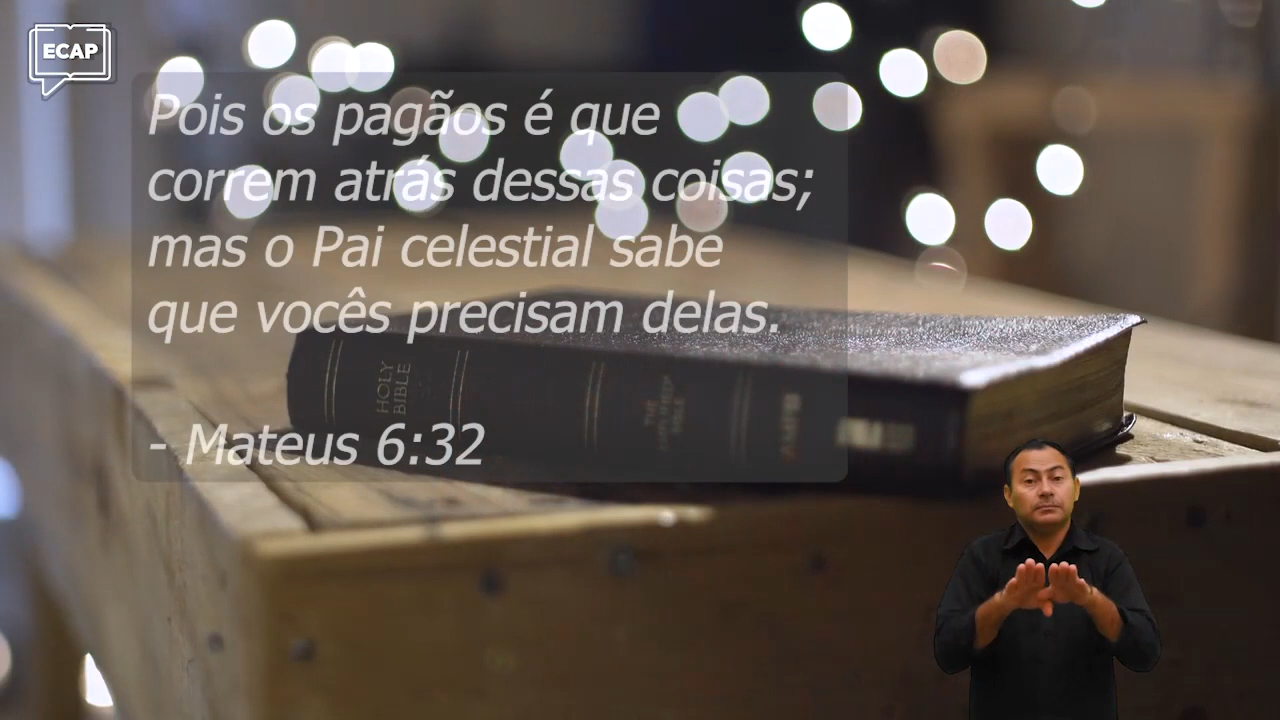 ECAP
Pois os pagãos é que
correm atrás dessas coisas;
mas o Pai celestial sabe
que vocês precisam delas.
- Mateus 6:32
HOLY
BIBLE